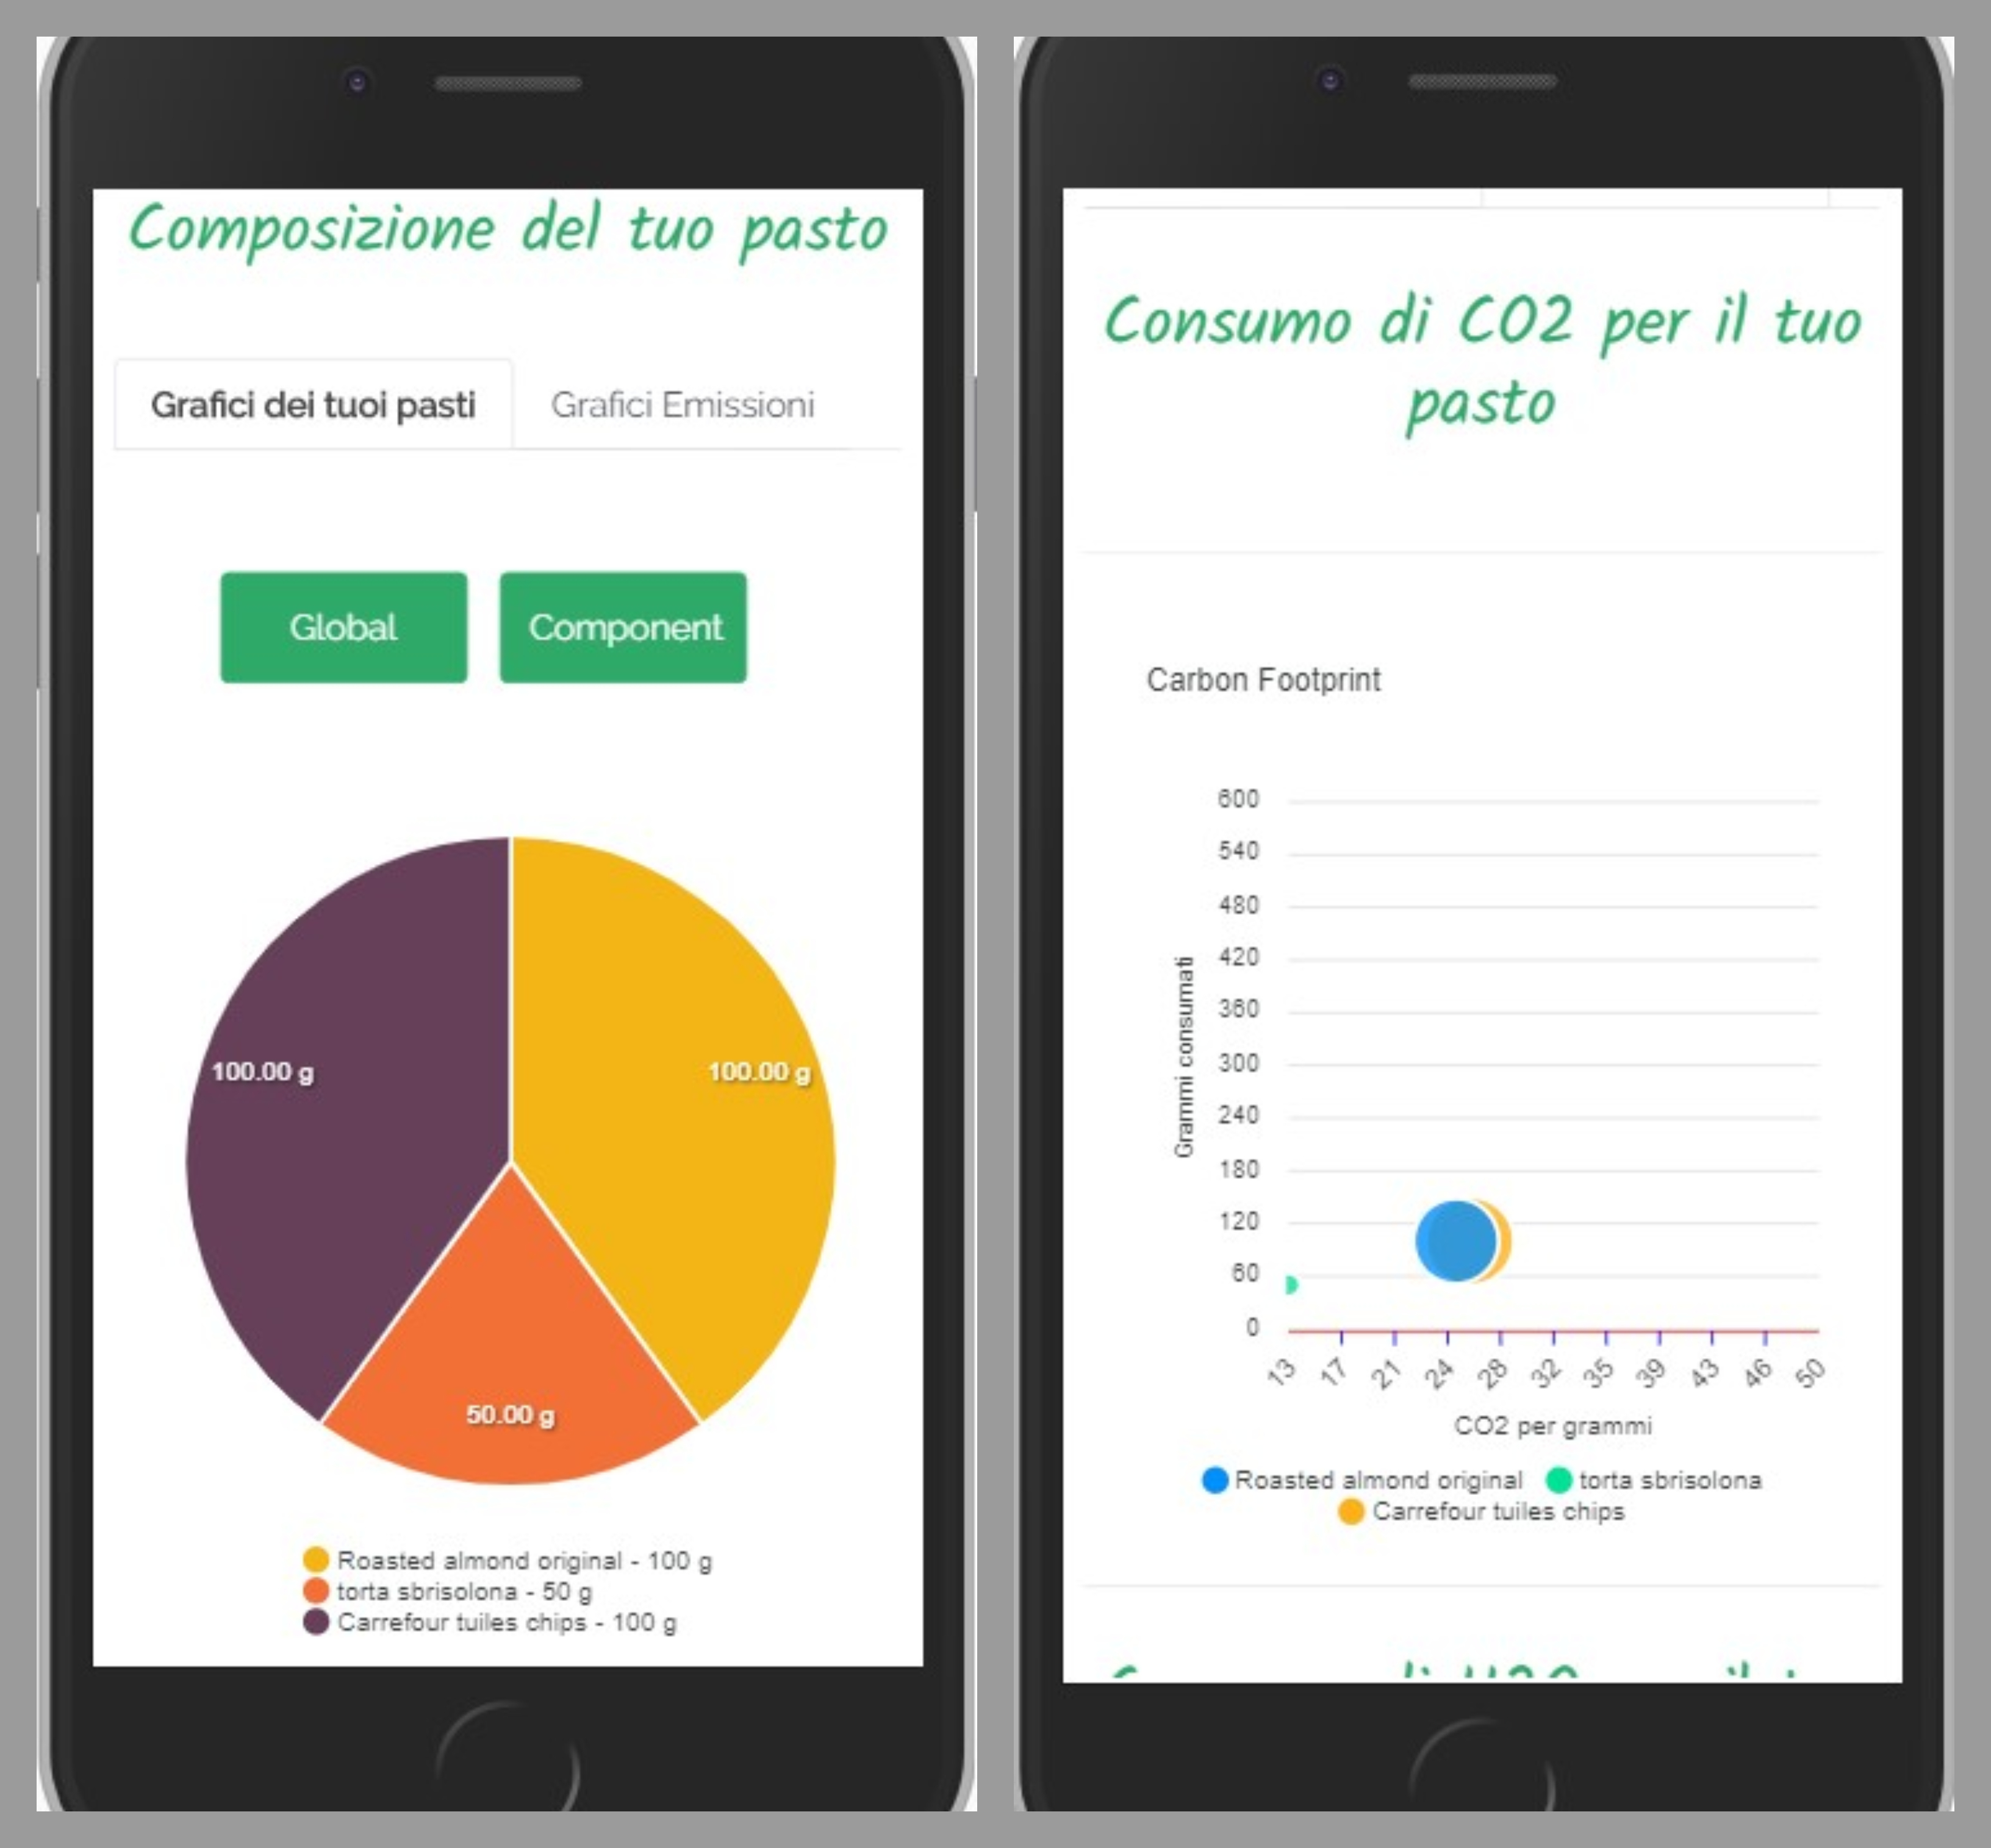 Composizione del tuo pasto
Grafici dei tuoi pasti
Grafici Emissioni
Global
Component
100.00 g
100.00 g
50.00 g
Roasted almond original - 100 g
torta sbrisolona - 50 g
Carrefour tuiles chips - 100 g
Consumo di CO2 per il tuo
pasto
Carbon Footprint
Grammi consumati
600
540
480
420
360
300
240
180
120
60
0
13 17 21 24 28 32 35 39 43 46 50
CO2 per grammi
Roasted almond original torta sbrisolona
Carrefour tuiles chips